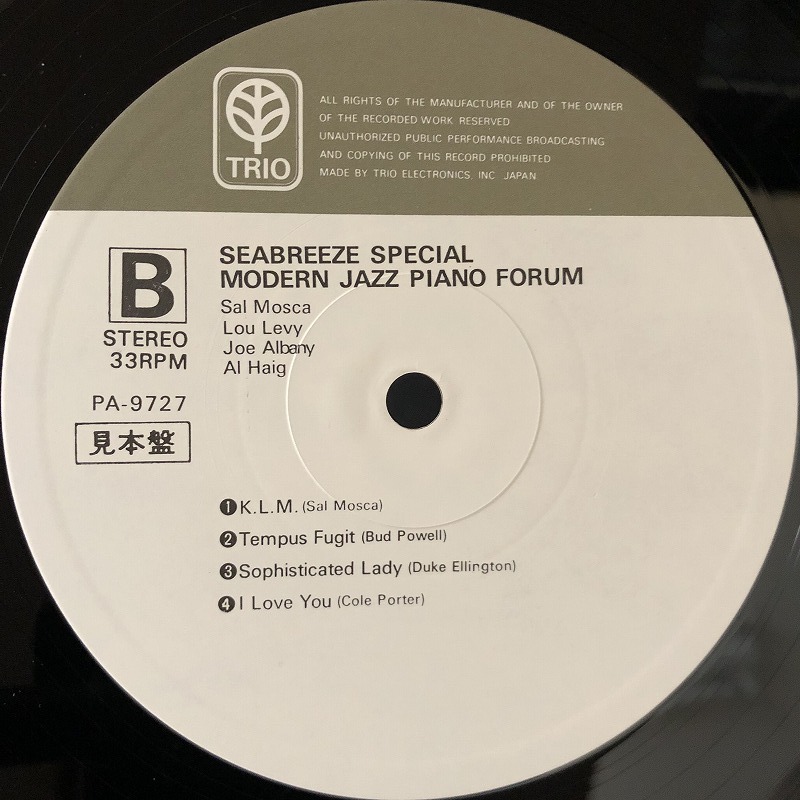 TRIO
ALL RIGHTS OF THE MANUFACTURER AND OF THE OWNER
OF THE RECORDED WORK RESERVED
UNAUTHORIZED PUBLIC PERFORMANCE BROADCASTING
AND COPYING OF THIS RECORD PROHIBITED
MADE BY TRIO ELECTRONICS, INC. JAPAN
B
STEREO
33RPM
PA-9727
見本盤
SEABREEZE SPECIAL
MODERN JAZZ PIANO FORUM
Sal Mosca
Lou Levy
Joe Albany
Al Haig
❶K.L.M. (Sal Mosca)
❷Tempus Fugit (Bud Powell)
❸Sophisticated Lady (Duke Ellington)
❹I Love You (Cole Porter)